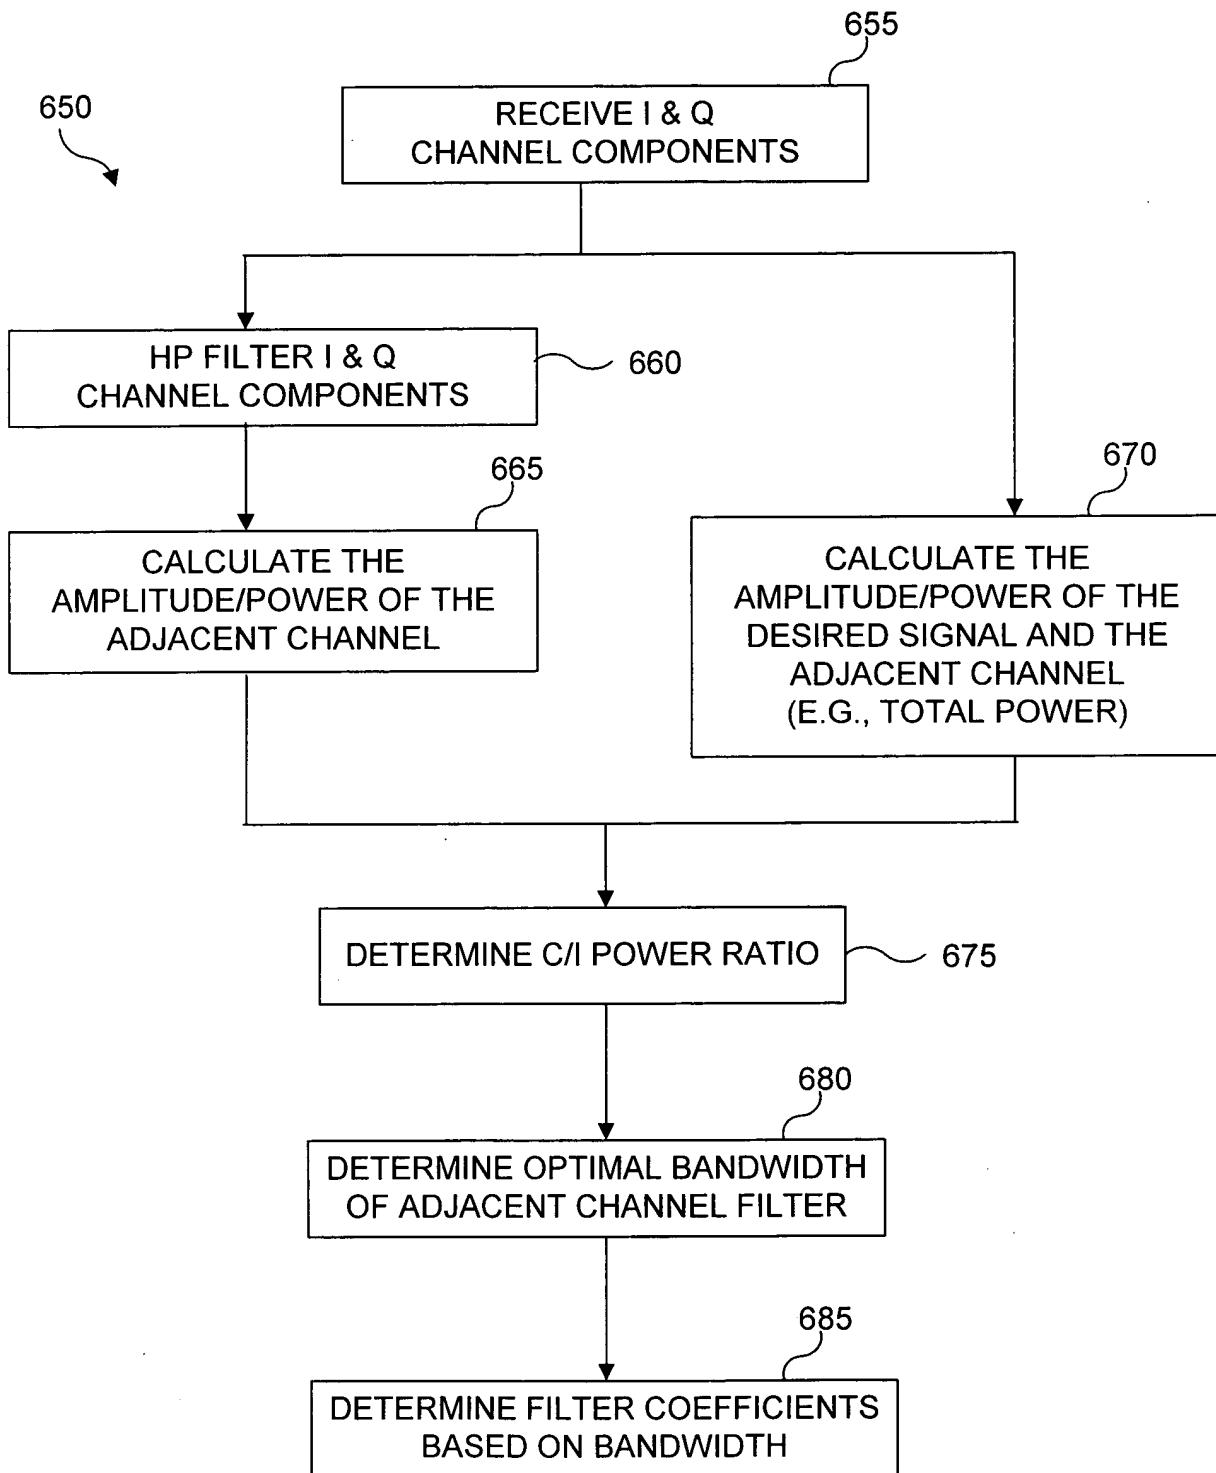 655
650
RECEIVE I & Q
CHANNEL COMPONENTS
HP FILTER I & Q
CHANNEL COMPONENTS
660
665
670
CALCULATE THE
AMPLITUDE/POWER OF THE
ADJACENT CHANNEL
CALCULATE THE
AMPLITUDE/POWER OF THE
DESIRED SIGNAL AND THE
ADJACENT CHANNEL
(E.G., TOTAL POWER)
DETERMINE C/I POWER RATIO
675
680
DETERMINE OPTIMAL BANDWIDTH
OF ADJACENT CHANNEL FILTER
685
DETERMINE FILTER COEFFICIENTS
BASED ON BANDWIDTH